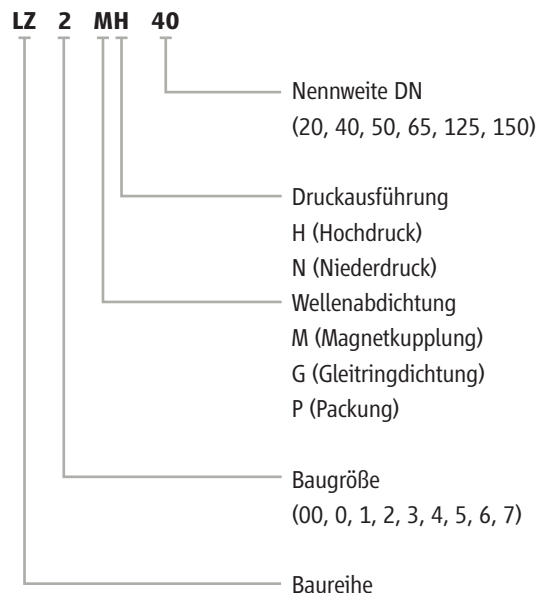 LZ 2 MH 40
Nennweite DN
(20, 40, 50, 65, 125, 150)
Druckausführung
H (Hochdruck)
N (Niederdruck)
Wellenabdichtung
M (Magnetkupplung)
G (Gleitringdichtung)
P (Packung)
Baugröße
(00, 0, 1, 2, 3, 4, 5, 6, 7)
Baureihe